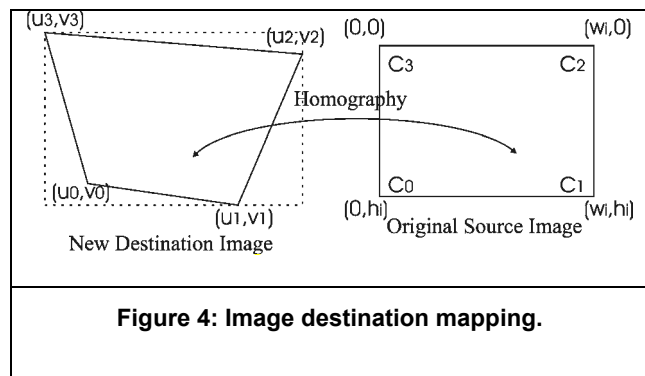 (u3,v3)
(u2,v2)
(0,0)
(wi,0)
C3
C2
Homography
(u0,v0)
C0
C1
(u1,v1)
(0,hi)
(wi,hi)
New Destination Image
Original Source Image
Figure 4: Image destination mapping.